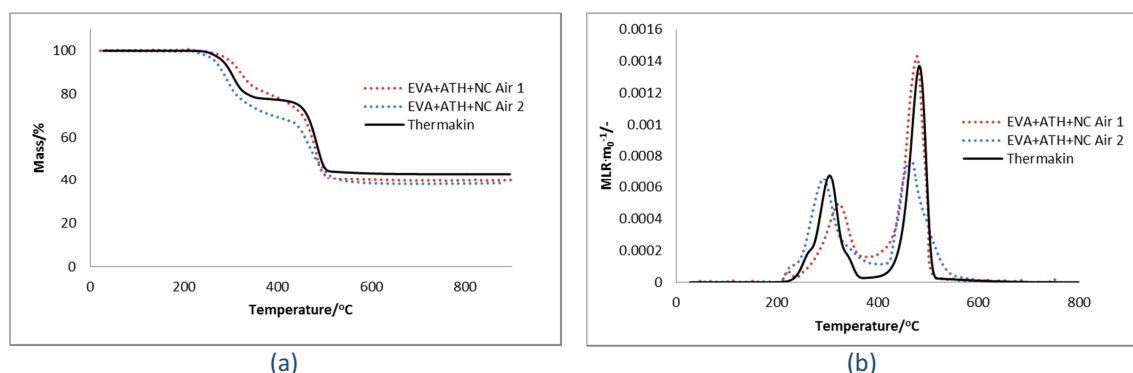 100
80
60
40
20
0
Mass/%
EVA+ATH+NC Air 1
EVA+ATH+NC Air 2
Thermakin
0 200 400 600 800
Temperature/⁰C
(a)
0.0016
0.0014
0.0012
0.001
0.0008
0.0006
0.0004
0.0002
0
MLR·m₀⁻¹/-
EVA+ATH+NC Air 1
EVA+ATH+NC Air 2
Thermakin
0 200 400 600 800
Temperature/⁰C
(b)